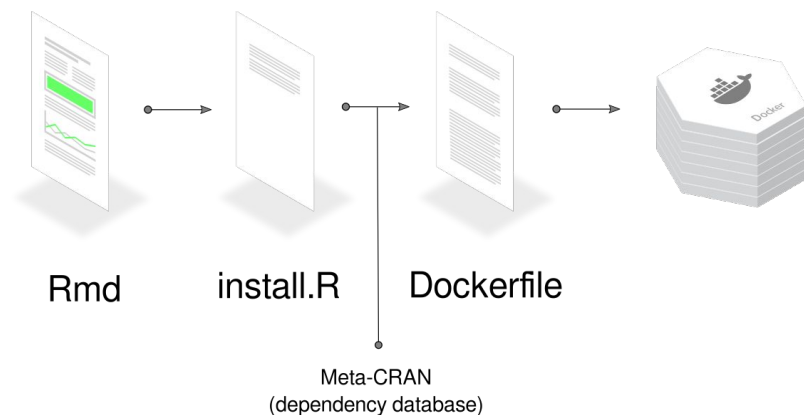 Docker
Rmd
install.R
Dockerfile
Meta-CRAN
(dependency database)